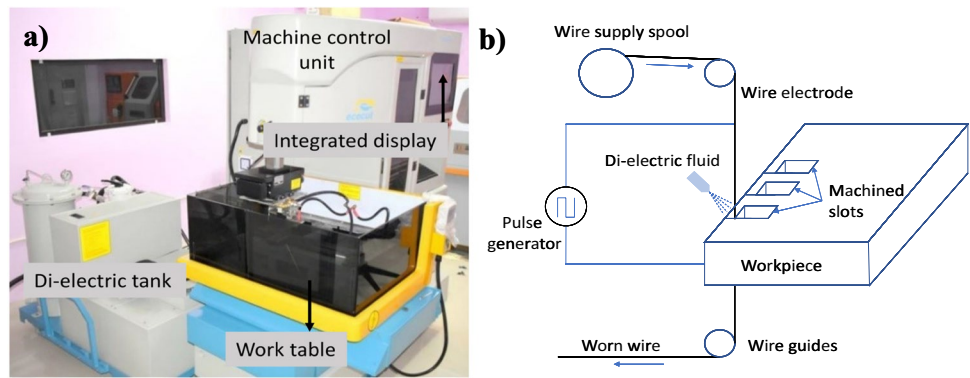 a)
Machine control
unit
Integrated display
Di-electric tank
Work table
b)
Wire supply spool
Wire electrode
Di-electric fluid
Machined
slots
Pulse
generator
Workpiece
Wire guides
Worn wire